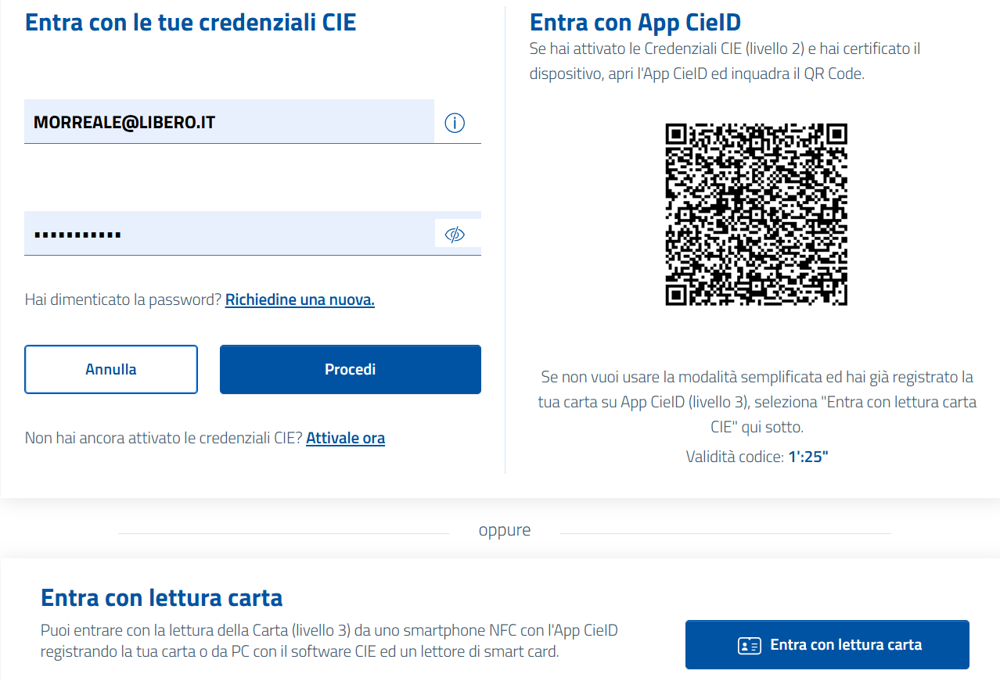 Entra con le tue credenziali CIE
MORREALE@LIBERO.IT
•••••••••••
Hai dimenticato la password? Richiedine una nuova.
Annulla
Procedi
Non hai ancora attivato le credenziali CIE? Attivale ora
Entra con App CieID
Se hai attivato le Credenziali CIE (livello 2) e hai certificato il
dispositivo, apri l'App CieID ed inquadra il QR Code.
Se non vuoi usare la modalità semplificata ed hai già registrato la
tua carta su App CieID (livello 3), seleziona "Entra con lettura carta
CIE" qui sotto.
Validità codice: 1':25"
oppure
Entra con lettura carta
Puoi entrare con la lettura della Carta (livello 3) da uno smartphone NFC con l'App CieID
registrando la tua carta o da PC con il software CIE ed un lettore di smart card.
Entra con lettura carta